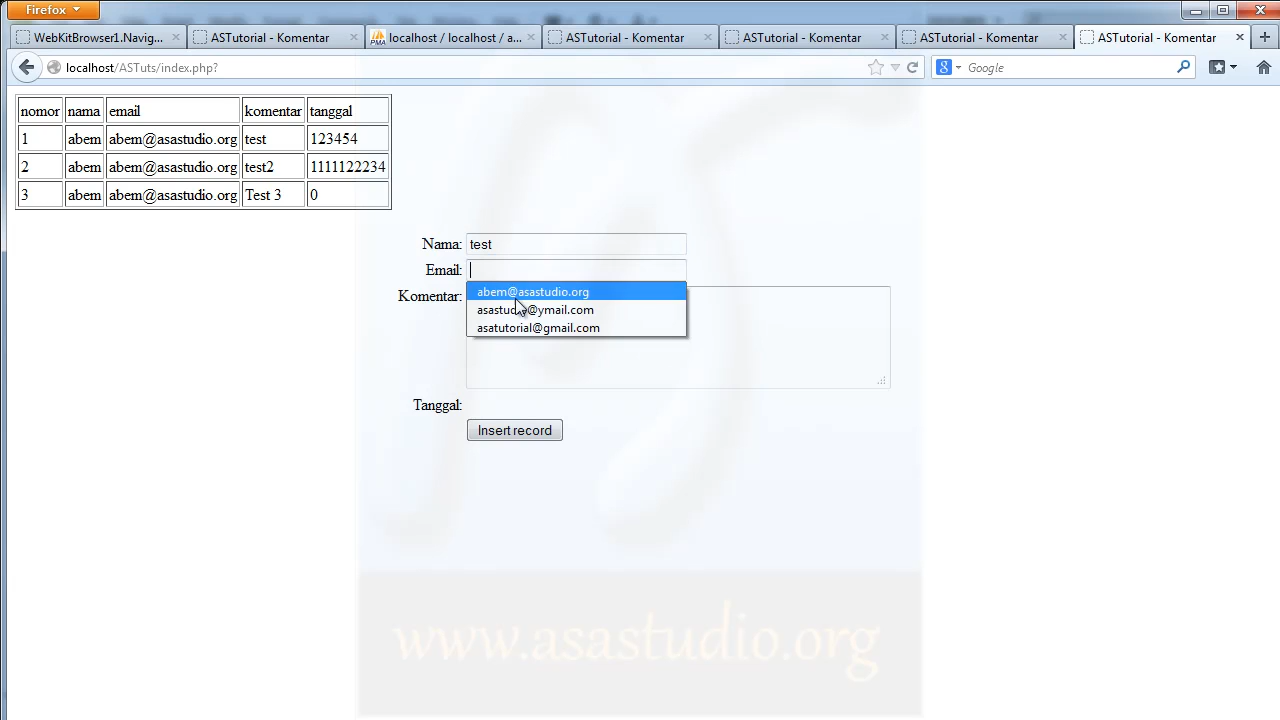 Firefox
WebKitBrowser1.Navig... ASTutorial - Komentar localhost / localhost / a... ASTutorial - Komentar ASTutorial - Komentar ASTutorial - Komentar ASTutorial - Komentar
localhost/ASTuts/index.php? Google
nomor nama email komentar tanggal
1 abem abem@asastudio.org test 123454
2 abem abem@asastudio.org test2 1111122234
3 abem abem@asastudio.org Test 3 0
Nama: test
Email:
abem@asastudio.org
Komentar:
asastudio@ymail.com
asatutorial@gmail.com
Tanggal:
Insert record
www.asastudio.org